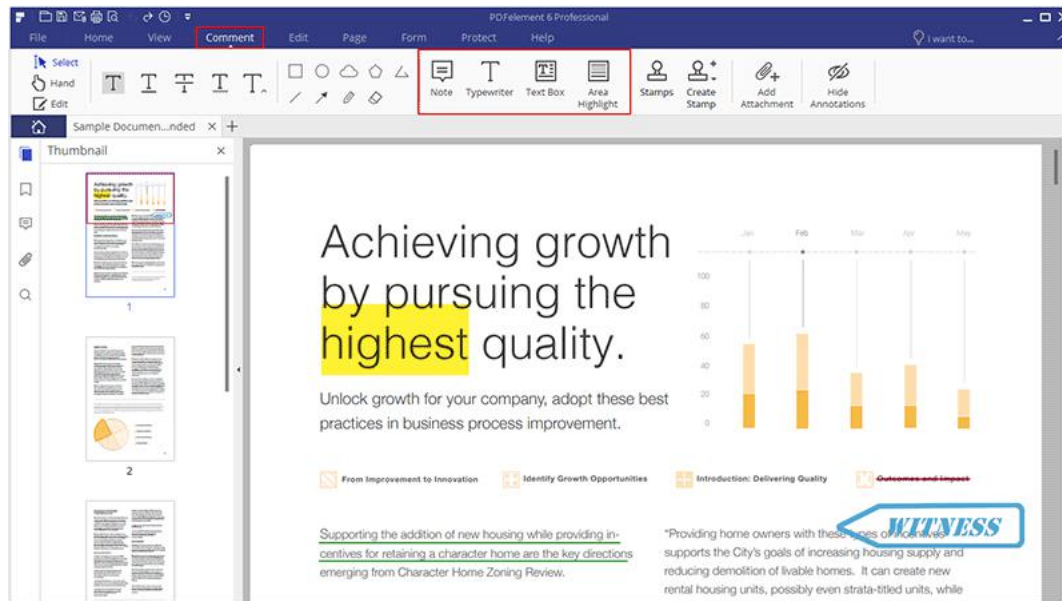 PDFelement 6 Professional
File Home View Comment Edit Page Form Protect Help I want to...
Select
Hand
Edit
T T T T T
Note Typewriter Text Box Area Highlight Stamps Create Stamp Add Attachment Hide Annotations
Sample Documen...nded × +
Thumbnail ×
1
2
Achieving growth
by pursuing the
highest quality.
Unlock growth for your company, adopt these best
practices in business process improvement.
Jan Feb Mar Apr May
100
80
60
40
20
0
From Improvement to Innovation Identify Growth Opportunities Introduction: Delivering Quality Outcomes and Impact
Supporting the addition of new housing while providing in-
centives for retaining a character home are the key directions
emerging from Character Home Zoning Review.
WITNESS
"Providing home owners with these types of incentives
supports the City's goals of increasing housing supply and
reducing demolition of livable homes. It can create new
rental housing units, possibly even strata-titled units, while